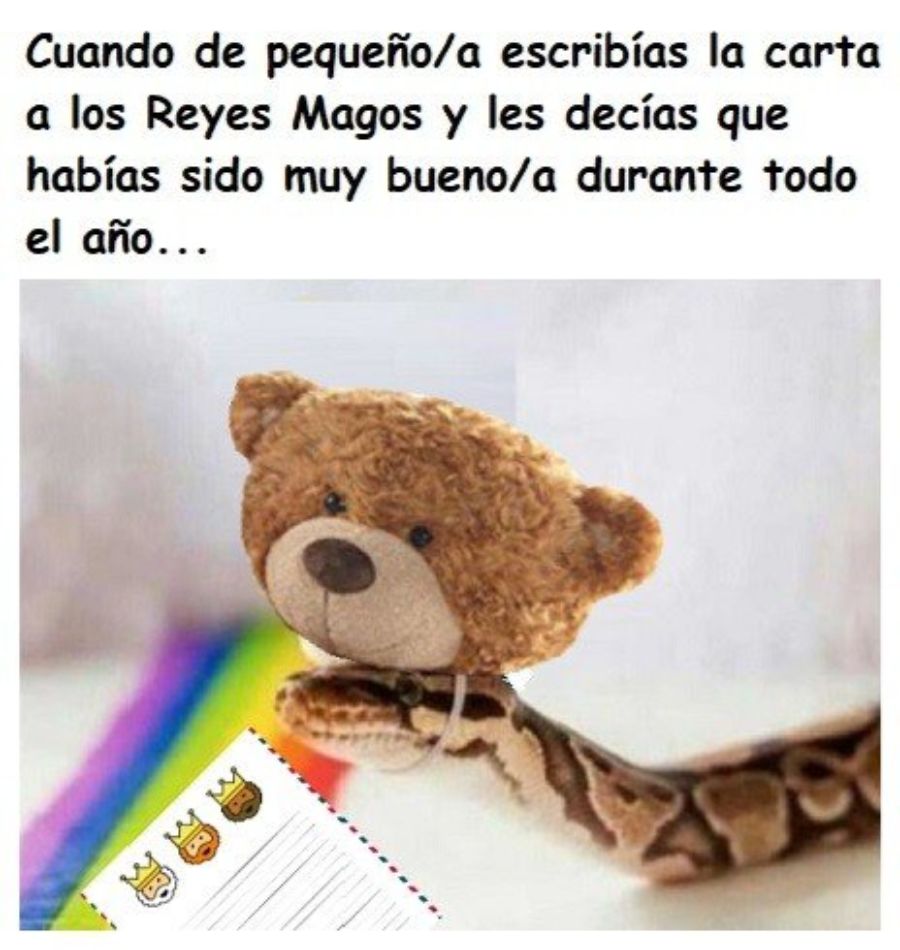 Cuando de pequeño/a escribías la carta
a los Reyes Magos y les decías que
habías sido muy bueno/a durante todo
el año...